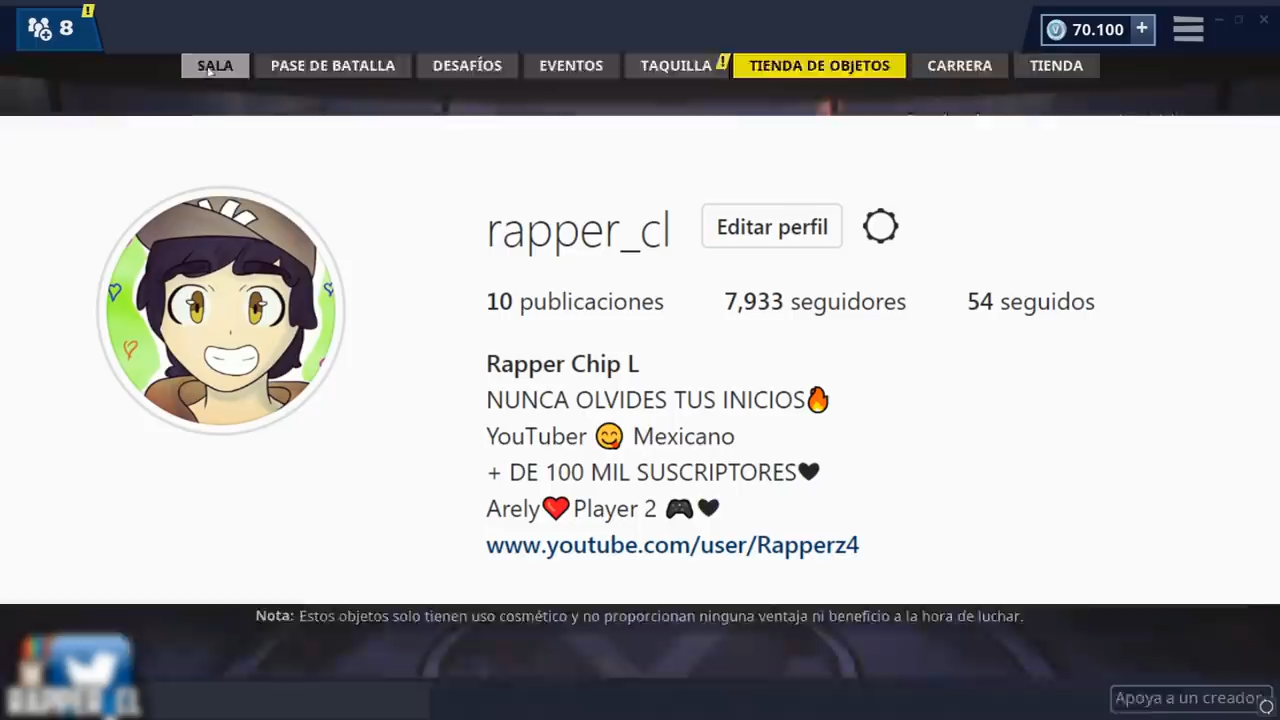 8
70.100 +
SALA PASE DE BATALLA DESAFÍOS EVENTOS TAQUILLA TIENDA DE OBJETOS CARRERA TIENDA
rapper_cl Editar perfil
10 publicaciones 7,933 seguidores 54 seguidos
Rapper Chip L
NUNCA OLVIDES TUS INICIOS🔥
YouTuber 😋 Mexicano
+ DE 100 MIL SUSCRIPTORES🖤
Arely❤️Player 2 🎮🖤
www.youtube.com/user/Rapperz4
Nota: Estos objetos solo tienen uso cosmético y no proporcionan ninguna ventaja ni beneficio a la hora de luchar.
RAPPER_CL
Apoya a un creador